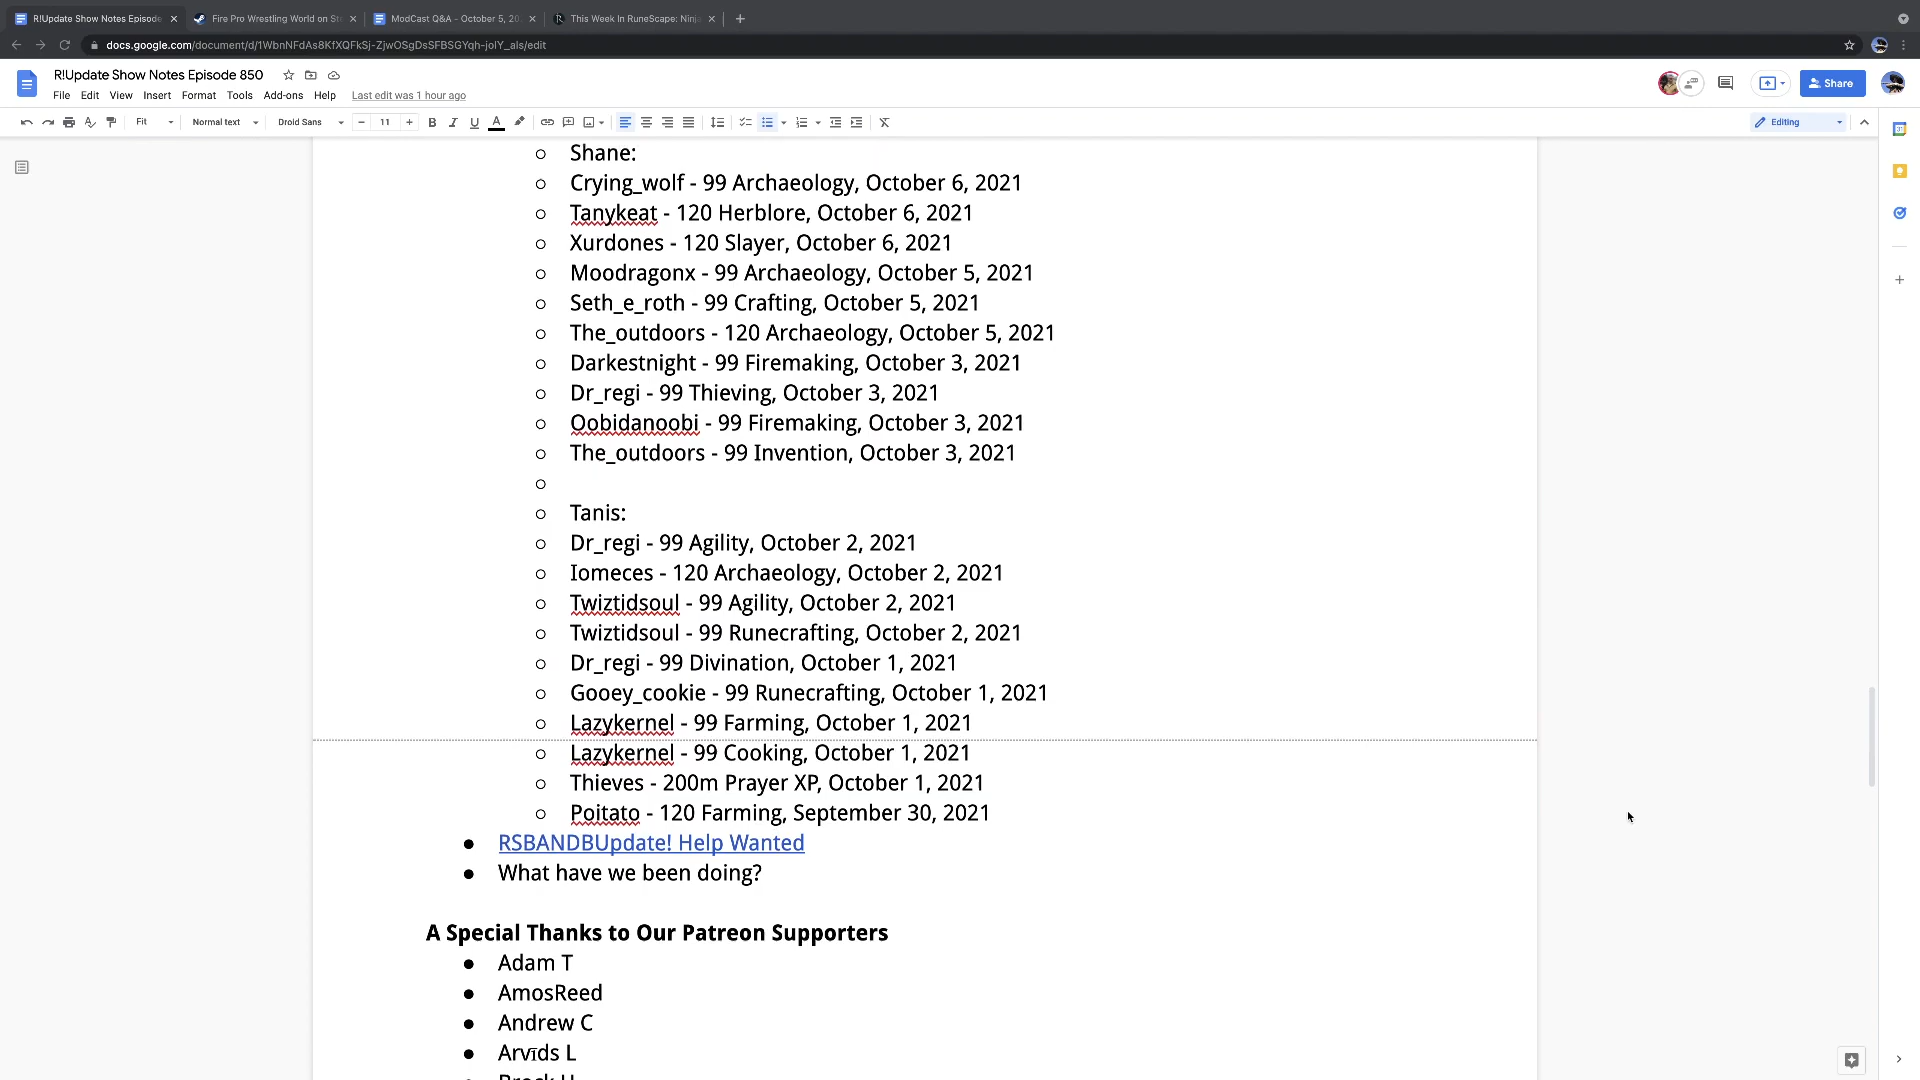 R!Update Show Notes Episode
Fire Pro Wrestling World on St
ModCast Q&A - October 5, 20
This Week In RuneScape: Ninja
docs.google.com/document/d/1WbnNFdAs8KfXQFkSj-ZjwOSgDsSFBSGYqh-jolY_als/edit
R!Update Show Notes Episode 850
File Edit View Insert Format Tools Add-ons Help Last edit was 1 hour ago
Share
Fit Normal text Droid Sans 11 B I U A
Editing
Shane:
Crying_wolf - 99 Archaeology, October 6, 2021
Tanykeat - 120 Herblore, October 6, 2021
Xurdones - 120 Slayer, October 6, 2021
Moodragonx - 99 Archaeology, October 5, 2021
Seth_e_roth - 99 Crafting, October 5, 2021
The_outdoors - 120 Archaeology, October 5, 2021
Darkestnight - 99 Firemaking, October 3, 2021
Dr_regi - 99 Thieving, October 3, 2021
Oobidanoobi - 99 Firemaking, October 3, 2021
The_outdoors - 99 Invention, October 3, 2021
Tanis:
Dr_regi - 99 Agility, October 2, 2021
Iomeces - 120 Archaeology, October 2, 2021
Twiztidsoul - 99 Agility, October 2, 2021
Twiztidsoul - 99 Runecrafting, October 2, 2021
Dr_regi - 99 Divination, October 1, 2021
Gooey_cookie - 99 Runecrafting, October 1, 2021
Lazykernel - 99 Farming, October 1, 2021
Lazykernel - 99 Cooking, October 1, 2021
Thieves - 200m Prayer XP, October 1, 2021
Poitato - 120 Farming, September 30, 2021
RSBANDBUpdate! Help Wanted
What have we been doing?
A Special Thanks to Our Patreon Supporters
Adam T
AmosReed
Andrew C
Arvīds L